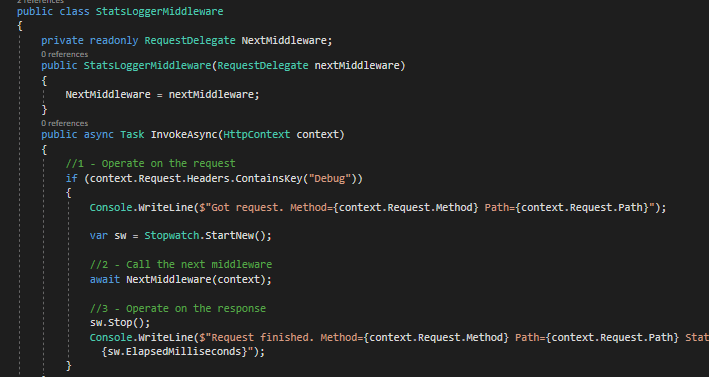 2 references
public class StatsLoggerMiddleware
{
private readonly RequestDelegate NextMiddleware;
0 references
public StatsLoggerMiddleware(RequestDelegate nextMiddleware)
{
NextMiddleware = nextMiddleware;
}
0 references
public async Task InvokeAsync(HttpContext context)
{
//1 - Operate on the request
if (context.Request.Headers.ContainsKey("Debug"))
{
Console.WriteLine($"Got request. Method={context.Request.Method} Path={context.Request.Path}");
var sw = Stopwatch.StartNew();
//2 - Call the next middleware
await NextMiddleware(context);
//3 - Operate on the response
sw.Stop();
Console.WriteLine($"Request finished. Method={context.Request.Method} Path={context.Request.Path} Stat
{sw.ElapsedMilliseconds}");
}